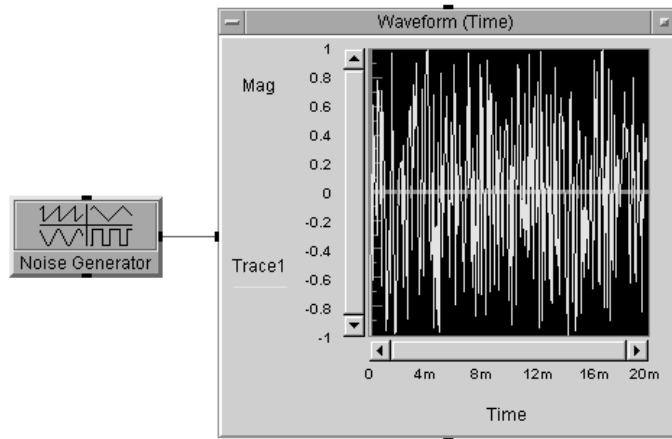 Waveform (Time)
Mag
1
0.8
0.6
0.4
0.2
0
-0.2
-0.4
-0.6
-0.8
-1
Noise Generator
Trace1
0 4m 8m 12m 16m 20m
Time